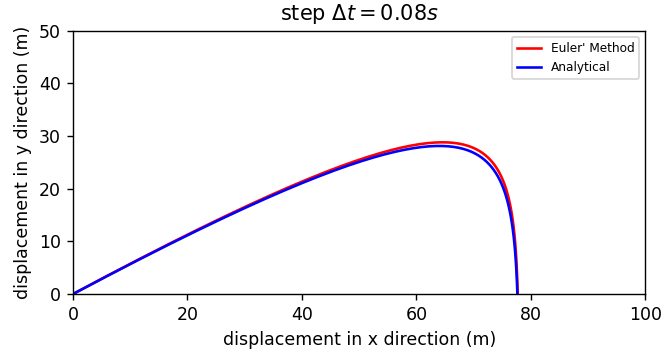 step Δt = 0.08s
displacement in y direction (m)
50
40
30
20
10
0
Euler' Method
Analytical
0 20 40 60 80 100
displacement in x direction (m)